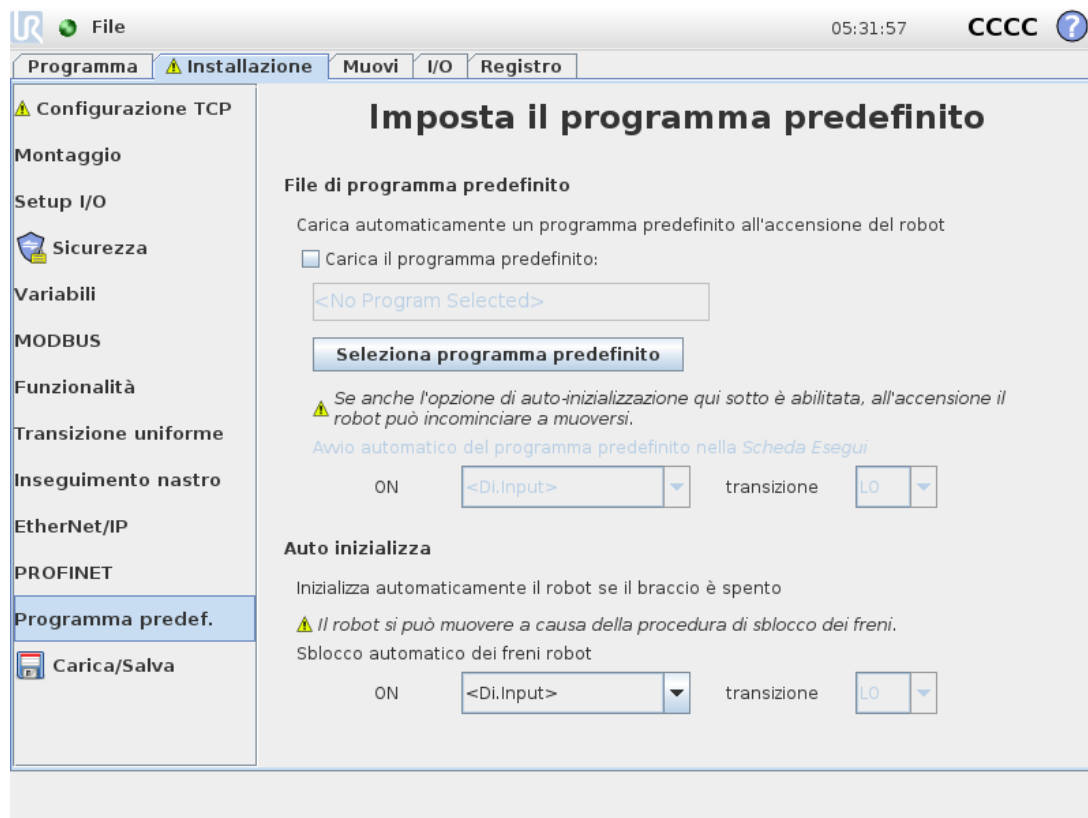 UR File 05:31:57 CCCC ?
Programma Installazione Muovi I/O Registro
Configurazione TCP
Montaggio
Setup I/O
Sicurezza
Variabili
MODBUS
Funzionalità
Transizione uniforme
Inseguimento nastro
EtherNet/IP
PROFINET
Programma predef.
Carica/Salva
Imposta il programma predefinito
File di programma predefinito
Carica automaticamente un programma predefinito all'accensione del robot
Carica il programma predefinito:
<No Program Selected>
Seleziona programma predefinito
Se anche l'opzione di auto-inizializzazione qui sotto è abilitata, all'accensione il
robot può incominciare a muoversi.
Avvio automatico del programma predefinito nella Scheda Esegui
ON <Di.Input> transizione LO
Auto inizializza
Inizializza automaticamente il robot se il braccio è spento
Il robot si può muovere a causa della procedura di sblocco dei freni.
Sblocco automatico dei freni robot
ON <Di.Input> transizione LO